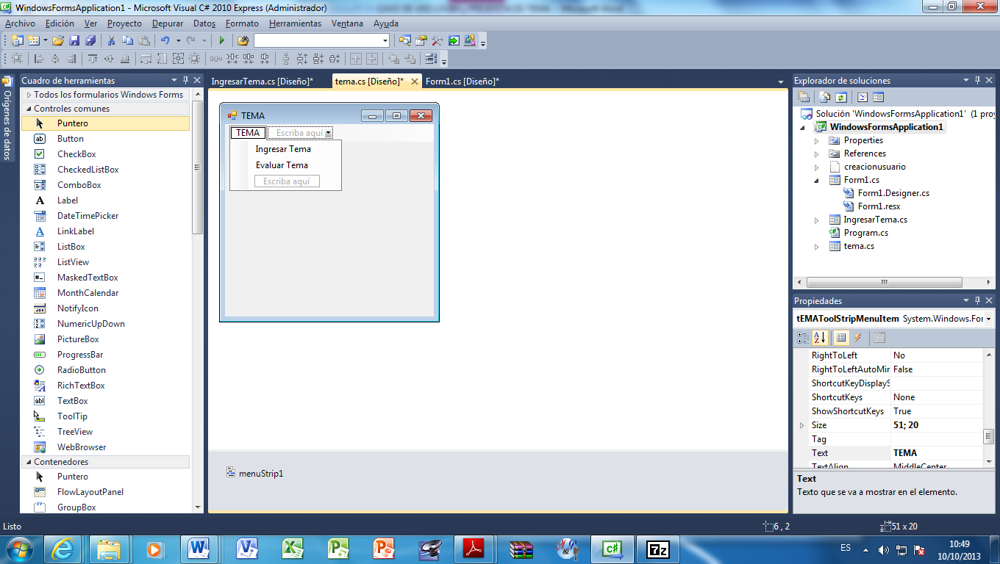 WindowsFormsApplication1 - Microsoft Visual C# 2010 Express (Administrador)
Archivo Edición Ver Proyecto Depurar Datos Formato Herramientas Ventana Ayuda
Orígenes de datos
Cuadro de herramientas
Todos los formularios Windows Forms
Controles comunes
Puntero
Button
CheckBox
CheckedListBox
ComboBox
Label
DateTimePicker
LinkLabel
ListBox
ListView
MaskedTextBox
MonthCalendar
NotifyIcon
NumericUpDown
PictureBox
ProgressBar
RadioButton
RichTextBox
TextBox
ToolTip
TreeView
WebBrowser
Contenedores
Puntero
FlowLayoutPanel
GroupBox
IngresarTema.cs [Diseño]* tema.cs [Diseño]* Form1.cs [Diseño]*
TEMA
TEMA Escriba aquí
Ingresar Tema
Evaluar Tema
Escriba aquí
menuStrip1
Explorador de soluciones
Solución 'WindowsFormsApplication1' (1 proy
WindowsFormsApplication1
Properties
References
creacionusuario
Form1.cs
Form1.Designer.cs
Form1.resx
IngresarTema.cs
Program.cs
tema.cs
Propiedades
tEMAToolStripMenuItem System.Windows.For
RightToLeft No
RightToLeftAutoMir False
ShortcutKeyDisplayS
ShortcutKeys None
ShowShortcutKeys True
Size 51; 20
Tag
Text TEMA
TextAlign MiddleCenter
Text
Texto que se va a mostrar en el elemento.
Listo 6 , 2 51 x 20
ES 10:49
10/10/2013